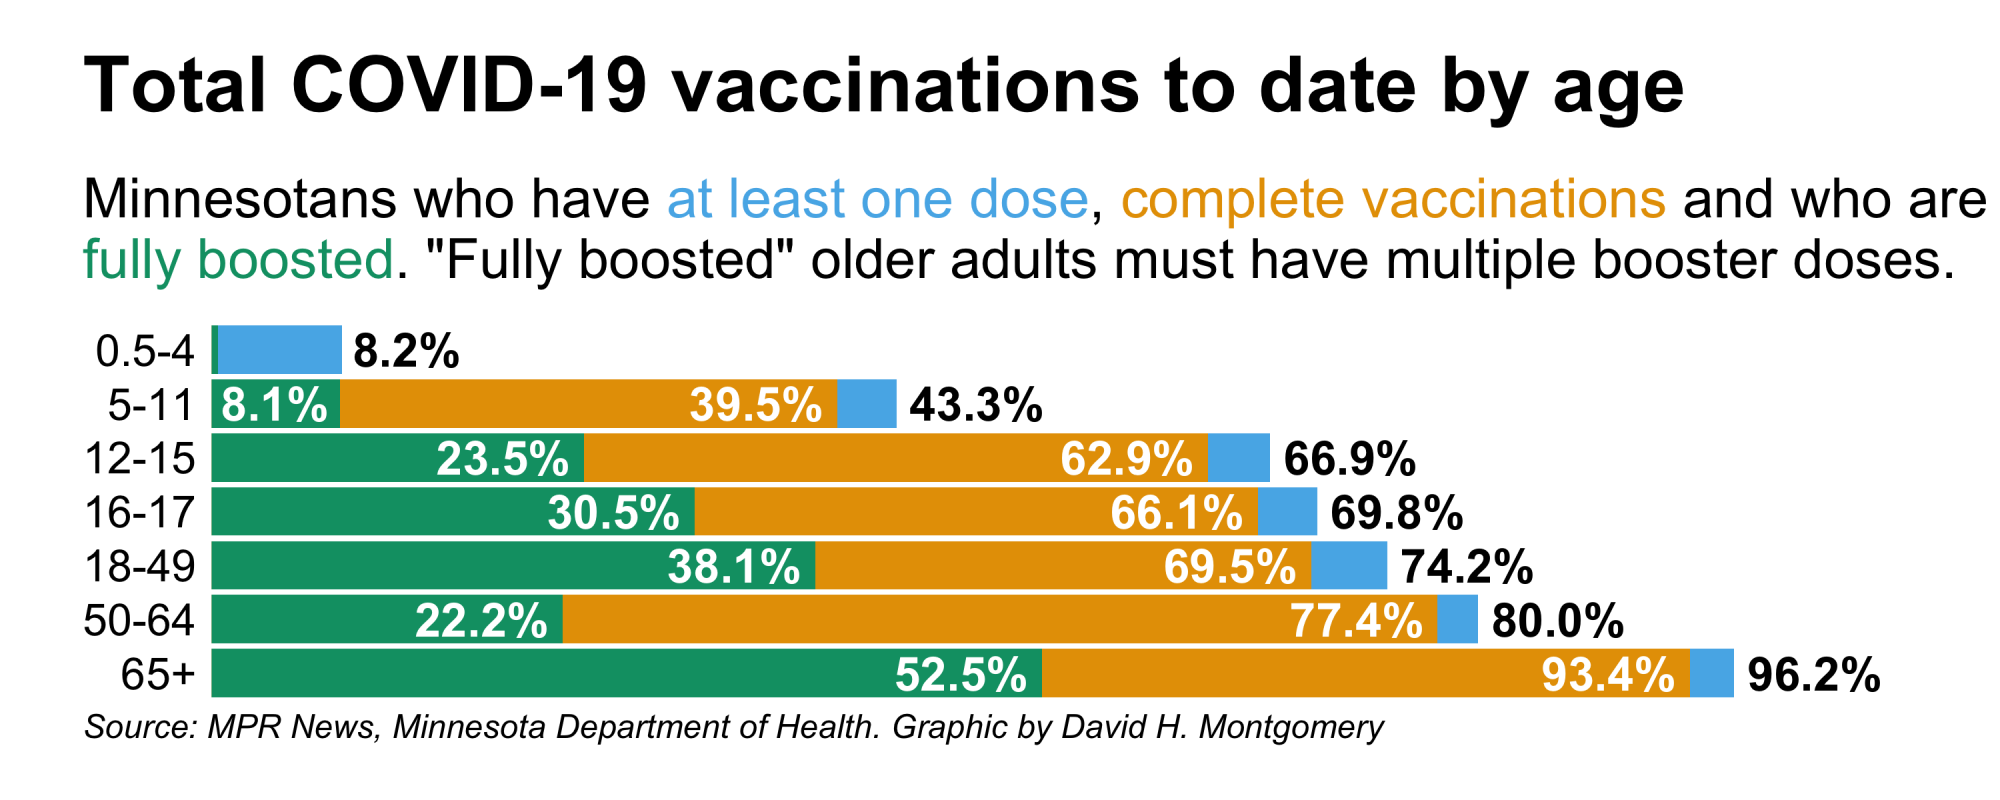 Total COVID-19 vaccinations to date by age
Minnesotans who have at least one dose, complete vaccinations and who are
fully boosted. "Fully boosted" older adults must have multiple booster doses.
0.5-4 8.2%
5-11 8.1% 39.5% 43.3%
12-15 23.5% 62.9% 66.9%
16-17 30.5% 66.1% 69.8%
18-49 38.1% 69.5% 74.2%
50-64 22.2% 77.4% 80.0%
65+ 52.5% 93.4% 96.2%
Source: MPR News, Minnesota Department of Health. Graphic by David H. Montgomery